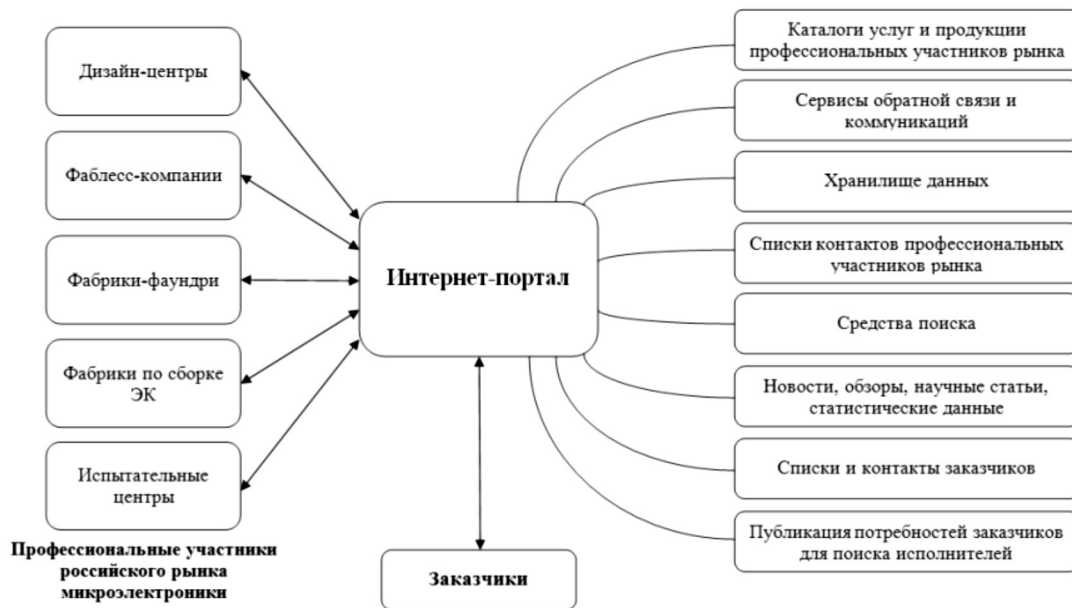 Дизайн-центры
Фаблесс-компании
Фабрики-фаундри
Фабрики по сборке
ЭК
Испытательные
центры
Профессиональные участники
российского рынка
микроэлектроники
Интернет-портал
Заказчики
Каталоги услуг и продукции
профессиональных участников рынка
Сервисы обратной связи и
коммуникаций
Хранилище данных
Списки контактов профессиональных
участников рынка
Средства поиска
Новости, обзоры, научные статьи,
статистические данные
Списки и контакты заказчиков
Публикация потребностей заказчиков
для поиска исполнителей